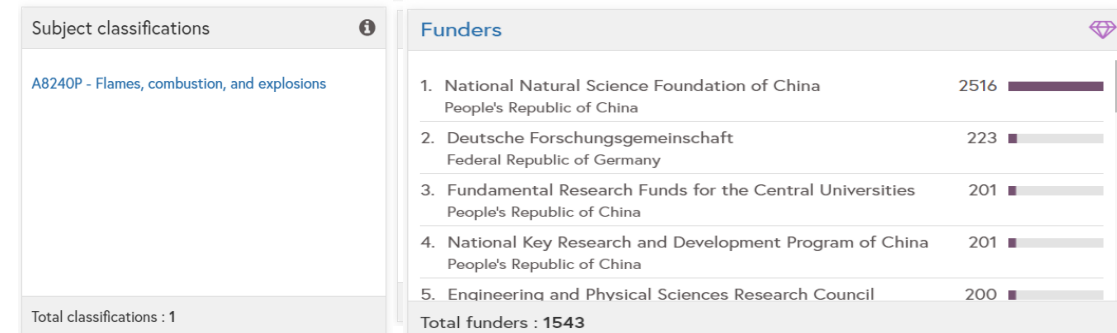 Subject classifications
A8240P - Flames, combustion, and explosions
Total classifications : 1
Funders
1. National Natural Science Foundation of China 2516
People's Republic of China
2. Deutsche Forschungsgemeinschaft 223
Federal Republic of Germany
3. Fundamental Research Funds for the Central Universities 201
People's Republic of China
4. National Key Research and Development Program of China 201
People's Republic of China
5. Engineering and Physical Sciences Research Council 200
Total funders : 1543